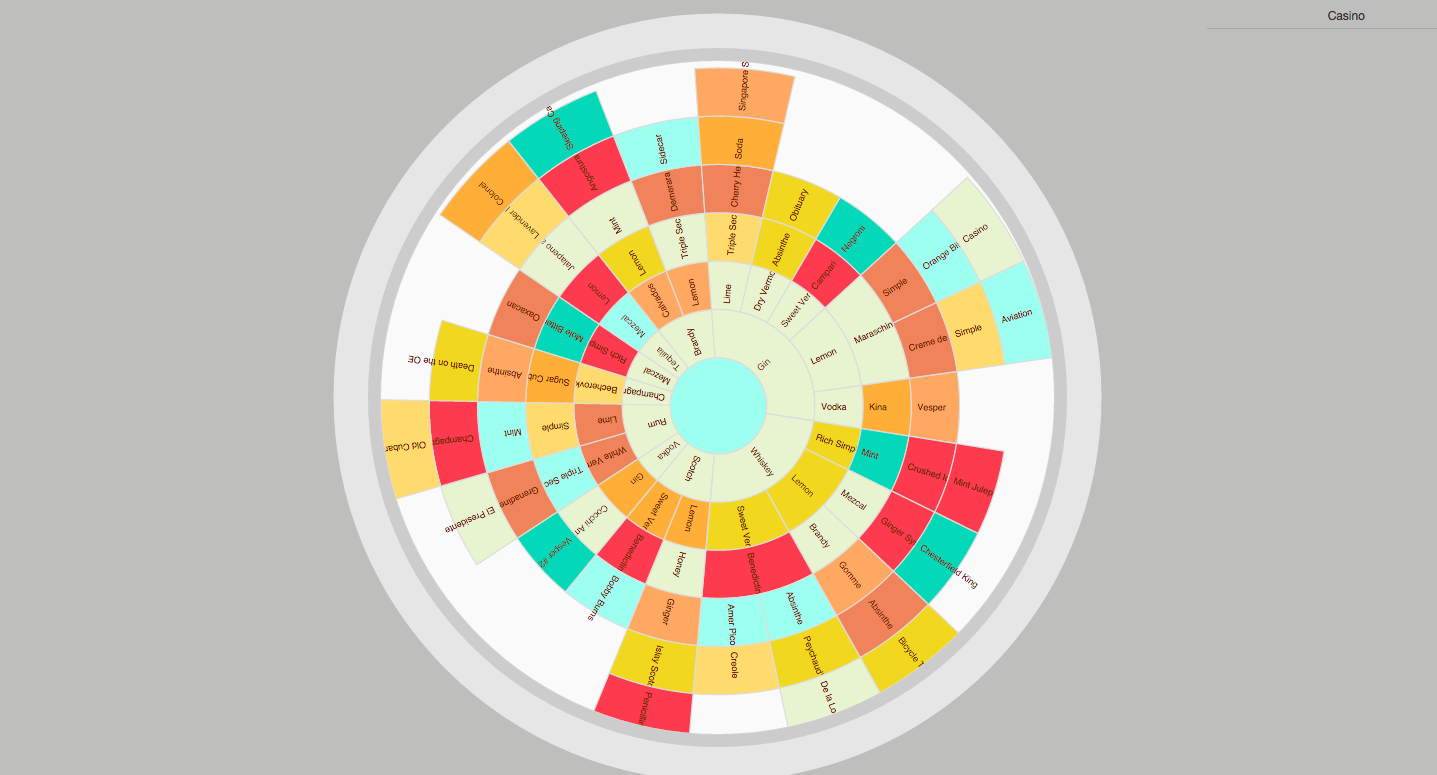 Casino
Gin
Whiskey
Scotch
Vodka
Rum
Champagn
Mezcal
Tequila
Brandy
Lime
Dry Vermo
Sweet Ver
Lemon
Vodka
Rich Simp
Lemon
Sweet Ver
Lemon
Sweet Ver
Gin
White Ver
Lime
Becherovk
Rich Simp
Mezcal
Calvados
Lemon
Triple Sec
Absinthe
Campari
Maraschin
Kina
Mint
Mezcal
Brandy
Benedictin
Honey
Benedictin
Cocchi Am
Triple Sec
Simple
Sugar Cub
Mole Bitte
Lemon
Lemon
Triple Sec
Cherry He
Obituary
Negroni
Simple
Creme de
Vesper
Crushed Ic
Ginger Sy
Gomme
Absinthe
Amer Pico
Ginger
Bobby Burns
Vesper #2
Grenadine
Mint
Absinthe
Oaxacan
Jalapeno
Mint
Demerara
Soda
Orange Bit
Simple
Mint Julep
Chesterfield King
Absinthe
Peychaud'
Creole
Islay Scotc
El Presidente
Champagn
Death on the OE
Lavender
Angostura
Sidecar
Singapore S
Casino
Aviation
Bicycle T
De la Lo
Penicillin
Old Cuban
Colonel
Sleeping Ca